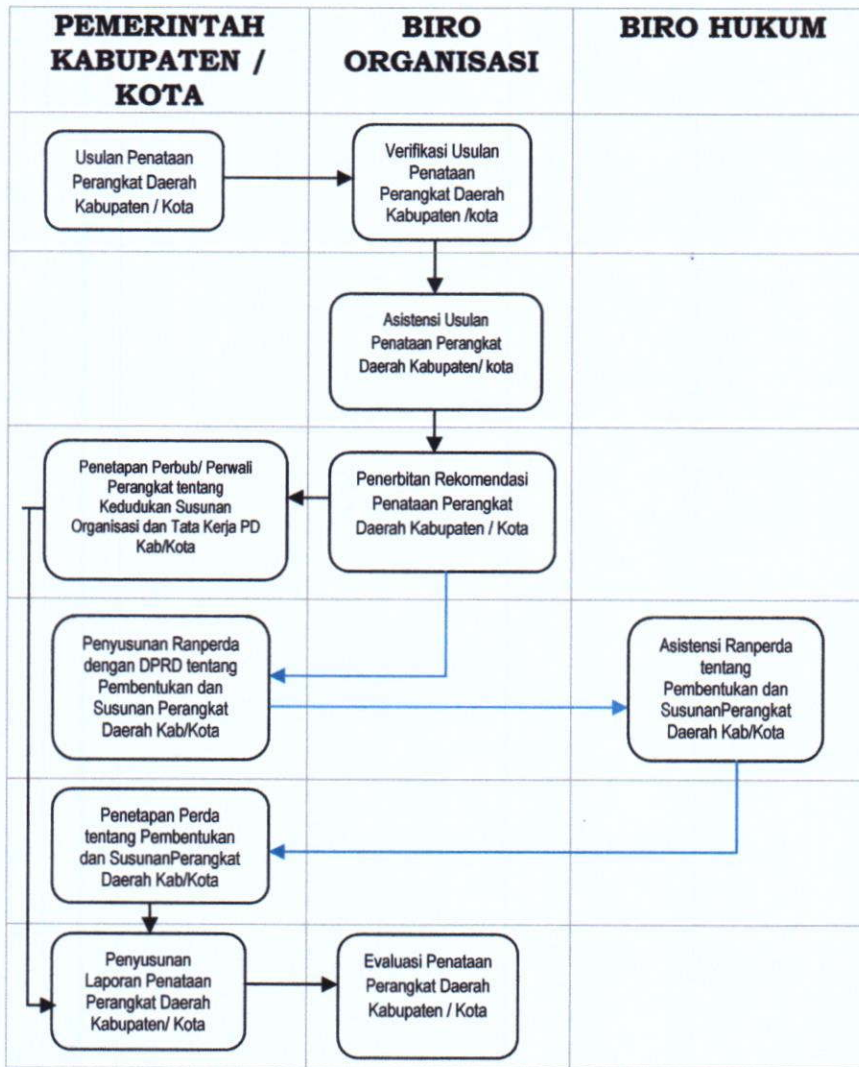 PEMERINTAH
KABUPATEN /
KOTA
BIRO
ORGANISASI
BIRO HUKUM
Usulan Penataan
Perangkat Daerah
Kabupaten / Kota
Verifikasi Usulan
Penataan
Perangkat Daerah
Kabupaten /kota
Asistensi Usulan
Penataan Perangkat
Daerah Kabupaten/ kota
Penetapan Perbub/ Perwali
Perangkat tentang
Kedudukan Susunan
Organisasi dan Tata Kerja PD
Kab/Kota
Penerbitan Rekomendasi
Penataan Perangkat
Daerah Kabupaten / Kota
Penyusunan Ranperda
dengan DPRD tentang
Pembentukan dan
Susunan Perangkat
Daerah Kab/Kota
Asistensi Ranperda
tentang
Pembentukan dan
SusunanPerangkat
Daerah Kab/Kota
Penetapan Perda
tentang Pembentukan
dan SusunanPerangkat
Daerah Kab/Kota
Penyusunan
Laporan Penataan
Perangkat Daerah
Kabupaten/ Kota
Evaluasi Penataan
Perangkat Daerah
Kabupaten / Kota